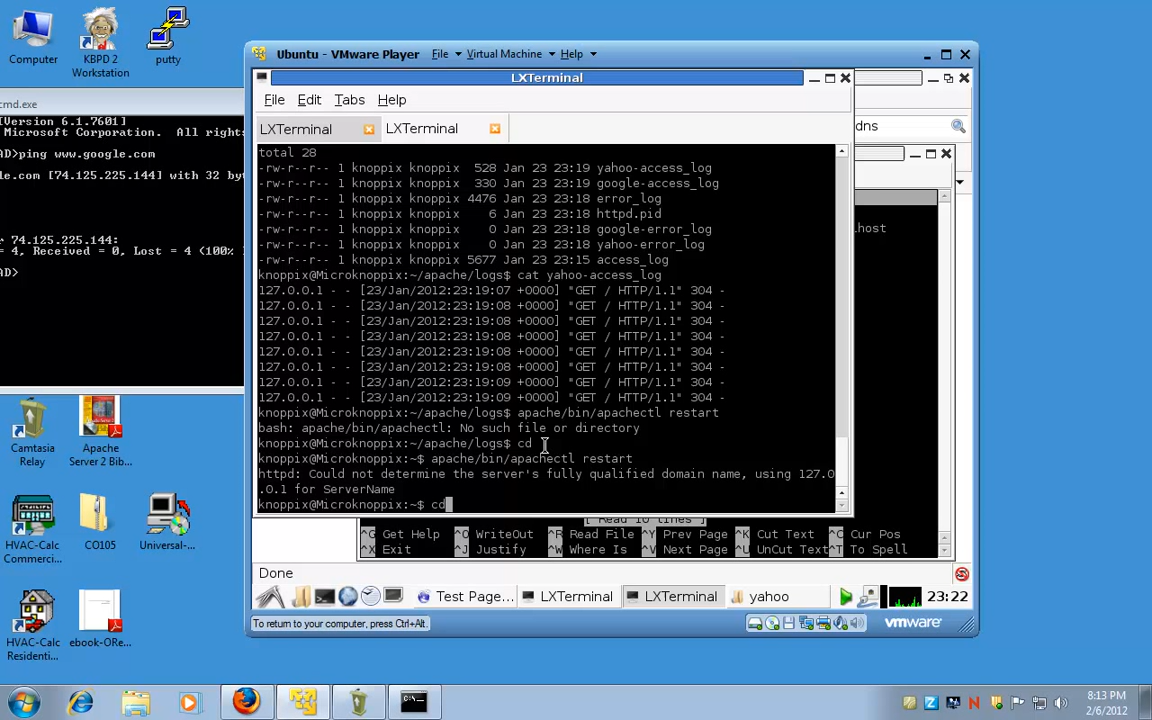 Computer
KBPD 2
Workstation
putty
cmd.exe
[Version 6.1.7601]
Microsoft Corporation.  All rights
AD>ping www.google.com
le.com [74.125.225.144] with 32 by
r 74.125.225.144:
= 4, Received = 0, Lost = 4 (100%
AD>
Ubuntu - VMware Player File Virtual Machine Help
LXTerminal
File Edit Tabs Help
dns
LXTerminal LXTerminal
total 28
-rw-r--r-- 1 knoppix knoppix  528 Jan 23 23:19 yahoo-access_log
-rw-r--r-- 1 knoppix knoppix  330 Jan 23 23:19 google-access_log
-rw-r--r-- 1 knoppix knoppix 4476 Jan 23 23:18 error_log
-rw-r--r-- 1 knoppix knoppix    6 Jan 23 23:18 httpd.pid
-rw-r--r-- 1 knoppix knoppix    0 Jan 23 23:18 google-error_log
-rw-r--r-- 1 knoppix knoppix    0 Jan 23 23:18 yahoo-error_log
-rw-r--r-- 1 knoppix knoppix 5677 Jan 23 23:15 access_log
knoppix@Microknoppix:~/apache/logs$ cat yahoo-access_log
127.0.0.1 - - [23/Jan/2012:23:19:07 +0000] "GET / HTTP/1.1" 304 -
127.0.0.1 - - [23/Jan/2012:23:19:08 +0000] "GET / HTTP/1.1" 304 -
127.0.0.1 - - [23/Jan/2012:23:19:08 +0000] "GET / HTTP/1.1" 304 -
127.0.0.1 - - [23/Jan/2012:23:19:08 +0000] "GET / HTTP/1.1" 304 -
127.0.0.1 - - [23/Jan/2012:23:19:08 +0000] "GET / HTTP/1.1" 304 -
127.0.0.1 - - [23/Jan/2012:23:19:08 +0000] "GET / HTTP/1.1" 304 -
127.0.0.1 - - [23/Jan/2012:23:19:09 +0000] "GET / HTTP/1.1" 304 -
127.0.0.1 - - [23/Jan/2012:23:19:09 +0000] "GET / HTTP/1.1" 304 -
knoppix@Microknoppix:~/apache/logs$ apache/bin/apachectl restart
bash: apache/bin/apachectl: No such file or directory
knoppix@Microknoppix:~/apache/logs$ cd
knoppix@Microknoppix:~$ apache/bin/apachectl restart
httpd: Could not determine the server's fully qualified domain name, using 127.0
.0.1 for ServerName
knoppix@Microknoppix:~$ cd
lhost
[ Read 10 lines ]
^G Get Help ^O WriteOut ^R Read File ^Y Prev Page ^K Cut Text ^C Cur Pos
^X Exit ^J Justify ^W Where Is ^V Next Page ^U UnCut Text ^T To Spell
Done
Test Page... LXTerminal LXTerminal yahoo 23:22
To return to your computer, press Ctrl+Alt. vmware
Camtasia
Relay
Apache
Server 2 Bib...
HVAC-Calc
Commerci...
CO105
Universal-...
HVAC-Calc
Residenti...
ebook-ORe...
8:13 PM
2/6/2012